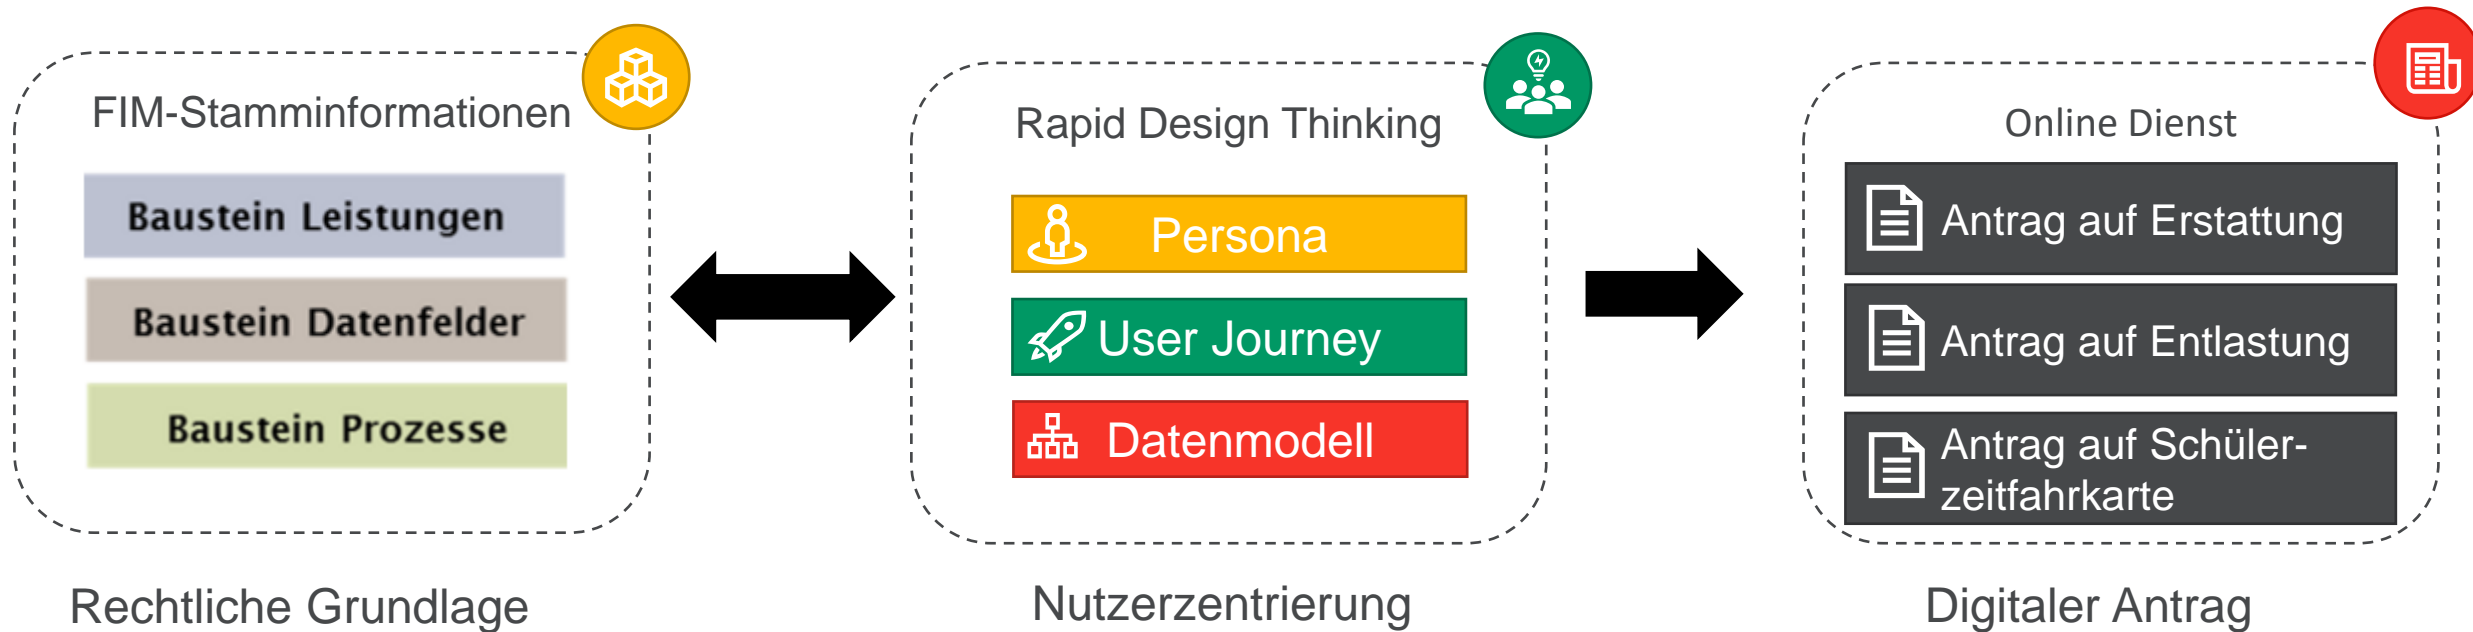 FIM-Stamminformationen
Baustein Leistungen
Baustein Datenfelder
Baustein Prozesse
Rechtliche Grundlage
Rapid Design Thinking
Persona
User Journey
Datenmodell
Nutzerzentrierung
Online Dienst
Antrag auf Erstattung
Antrag auf Entlastung
Antrag auf Schüler-
zeitfahrkarte
Digitaler Antrag